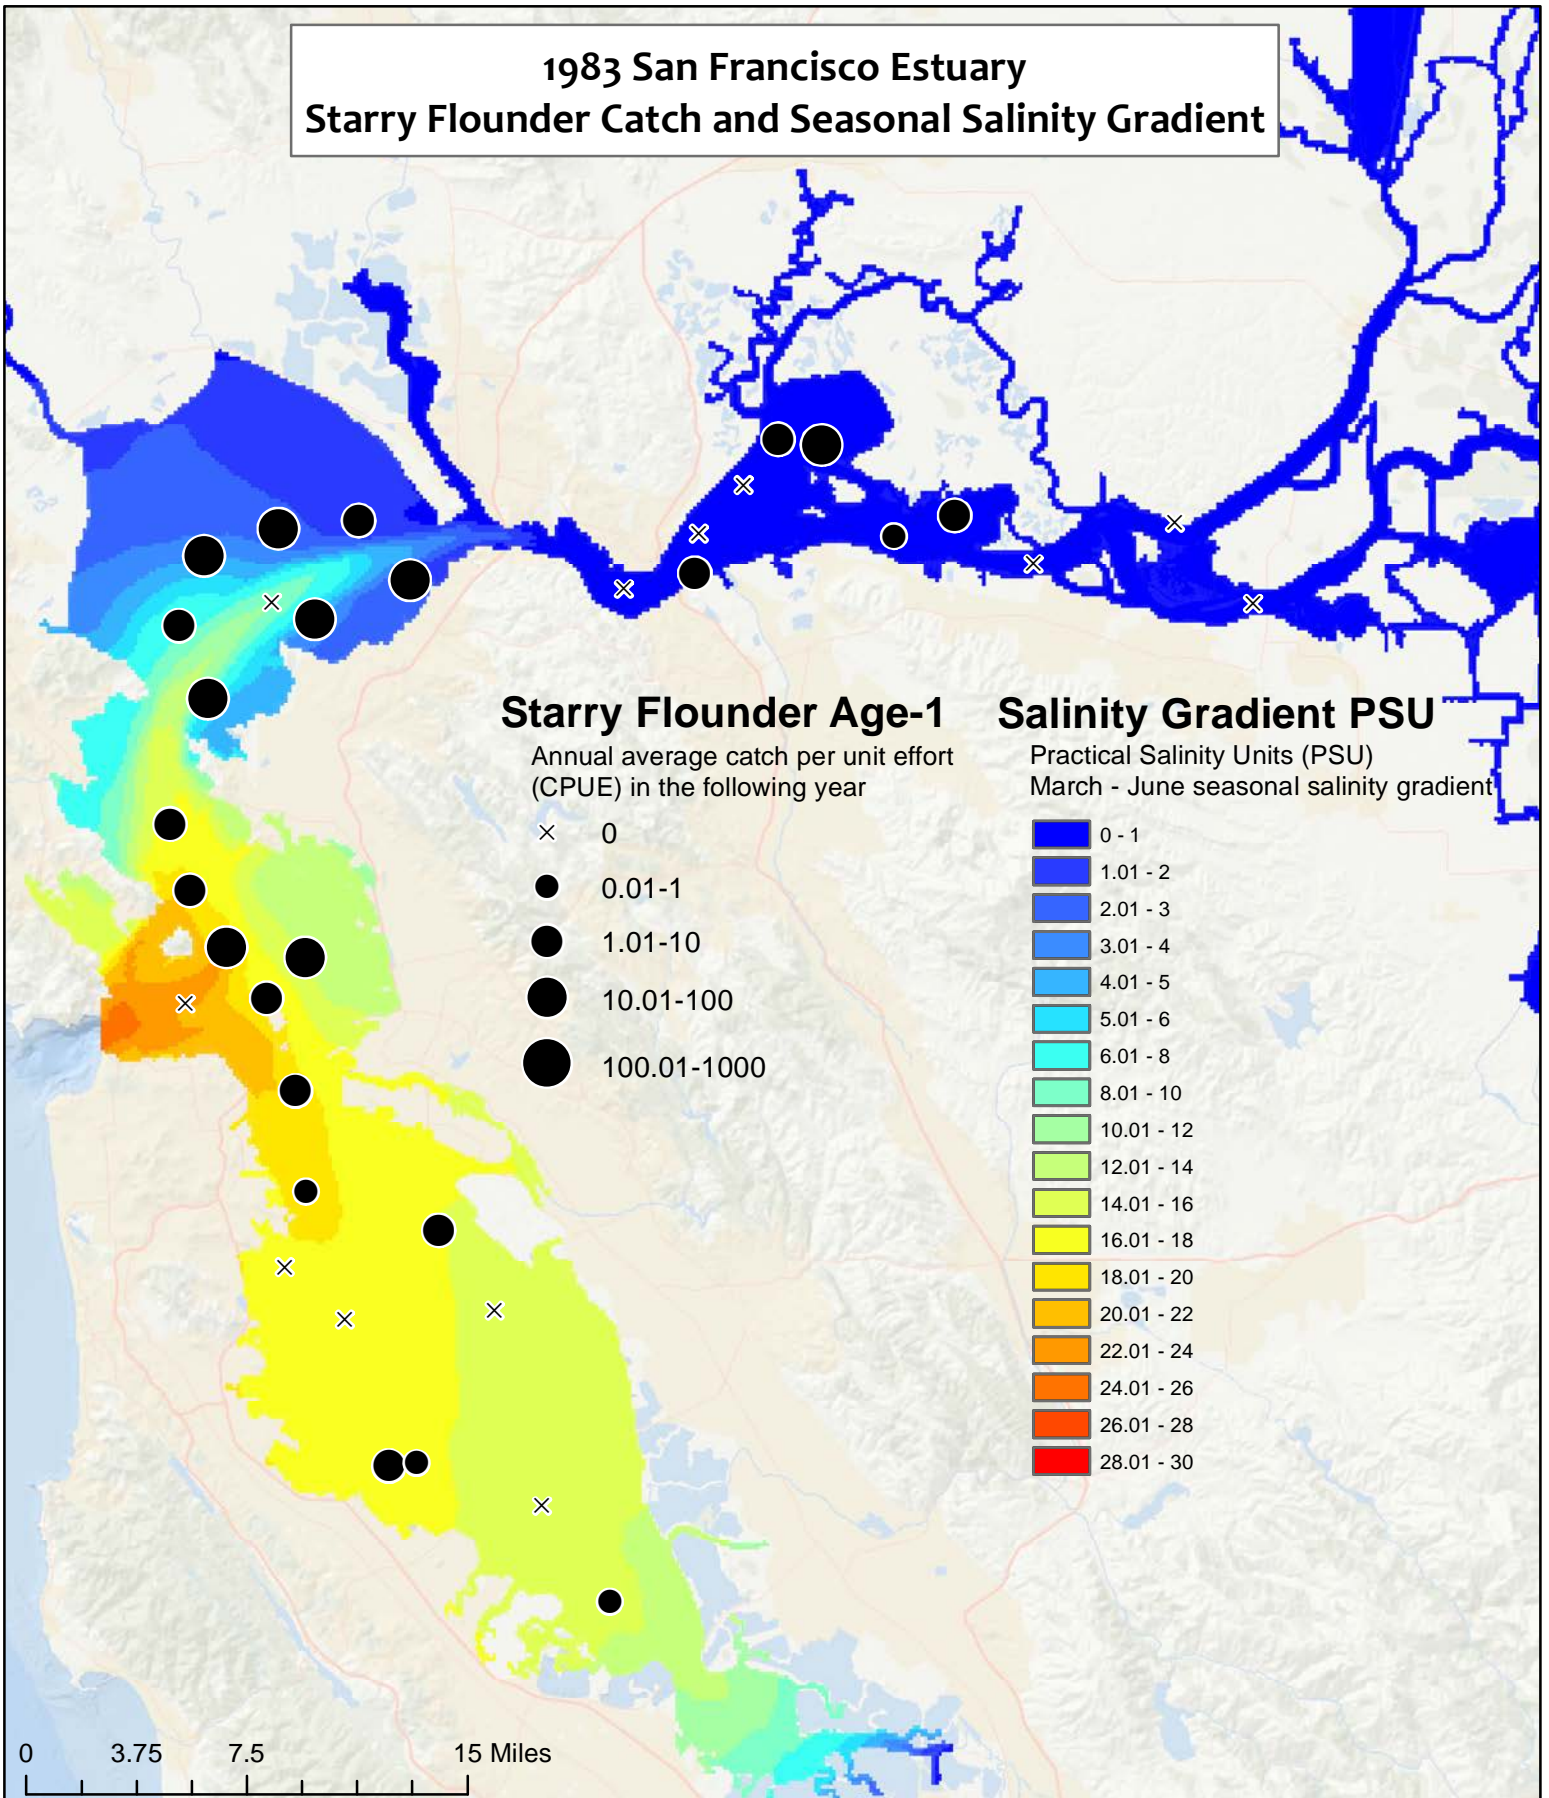 1983 San Francisco Estuary
Starry Flounder Catch and Seasonal Salinity Gradient
Starry Flounder Age-1
Annual average catch per unit effort
(CPUE) in the following year
0
0.01-1
1.01-10
10.01-100
100.01-1000
Salinity Gradient PSU
Practical Salinity Units (PSU)
March - June seasonal salinity gradient
0 - 1
1.01 - 2
2.01 - 3
3.01 - 4
4.01 - 5
5.01 - 6
6.01 - 8
8.01 - 10
10.01 - 12
12.01 - 14
14.01 - 16
16.01 - 18
18.01 - 20
20.01 - 22
22.01 - 24
24.01 - 26
26.01 - 28
28.01 - 30
0 3.75 7.5 15 Miles